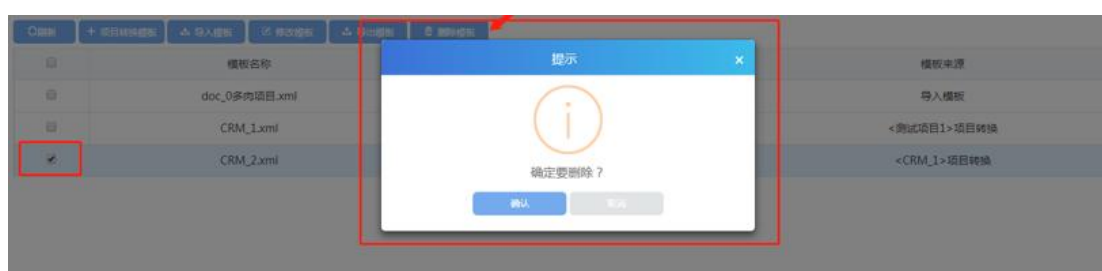 刷新 + 项目转换模板 导入模板 修改模板 导出模板 删除模板
提示 ×
模板名称 模板来源
doc_0多肉项目.xml 导入模板
CRM_1.xml <测试项目1>项目转换
CRM_2.xml <CRM_1>项目转换
确定要删除？
确认 取消